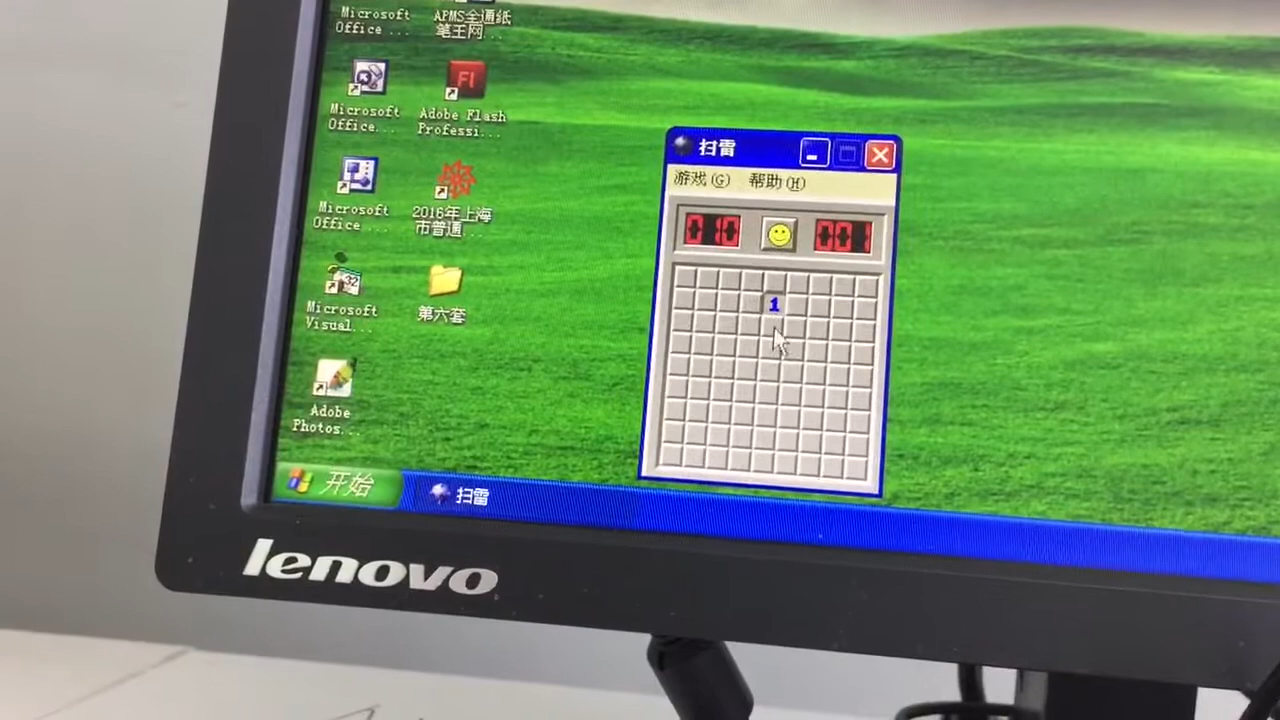 Microsoft
Office ...
APMS全通纸
笔王网...
Microsoft
Office...
Adobe Flash
Professi...
Microsoft
Office ...
2016年上海
市普通...
Microsoft
Visual...
第六套
Adobe
Photos...
扫雷
游戏(G) 帮助(H)
010
001
1
开始
扫雷
lenovo